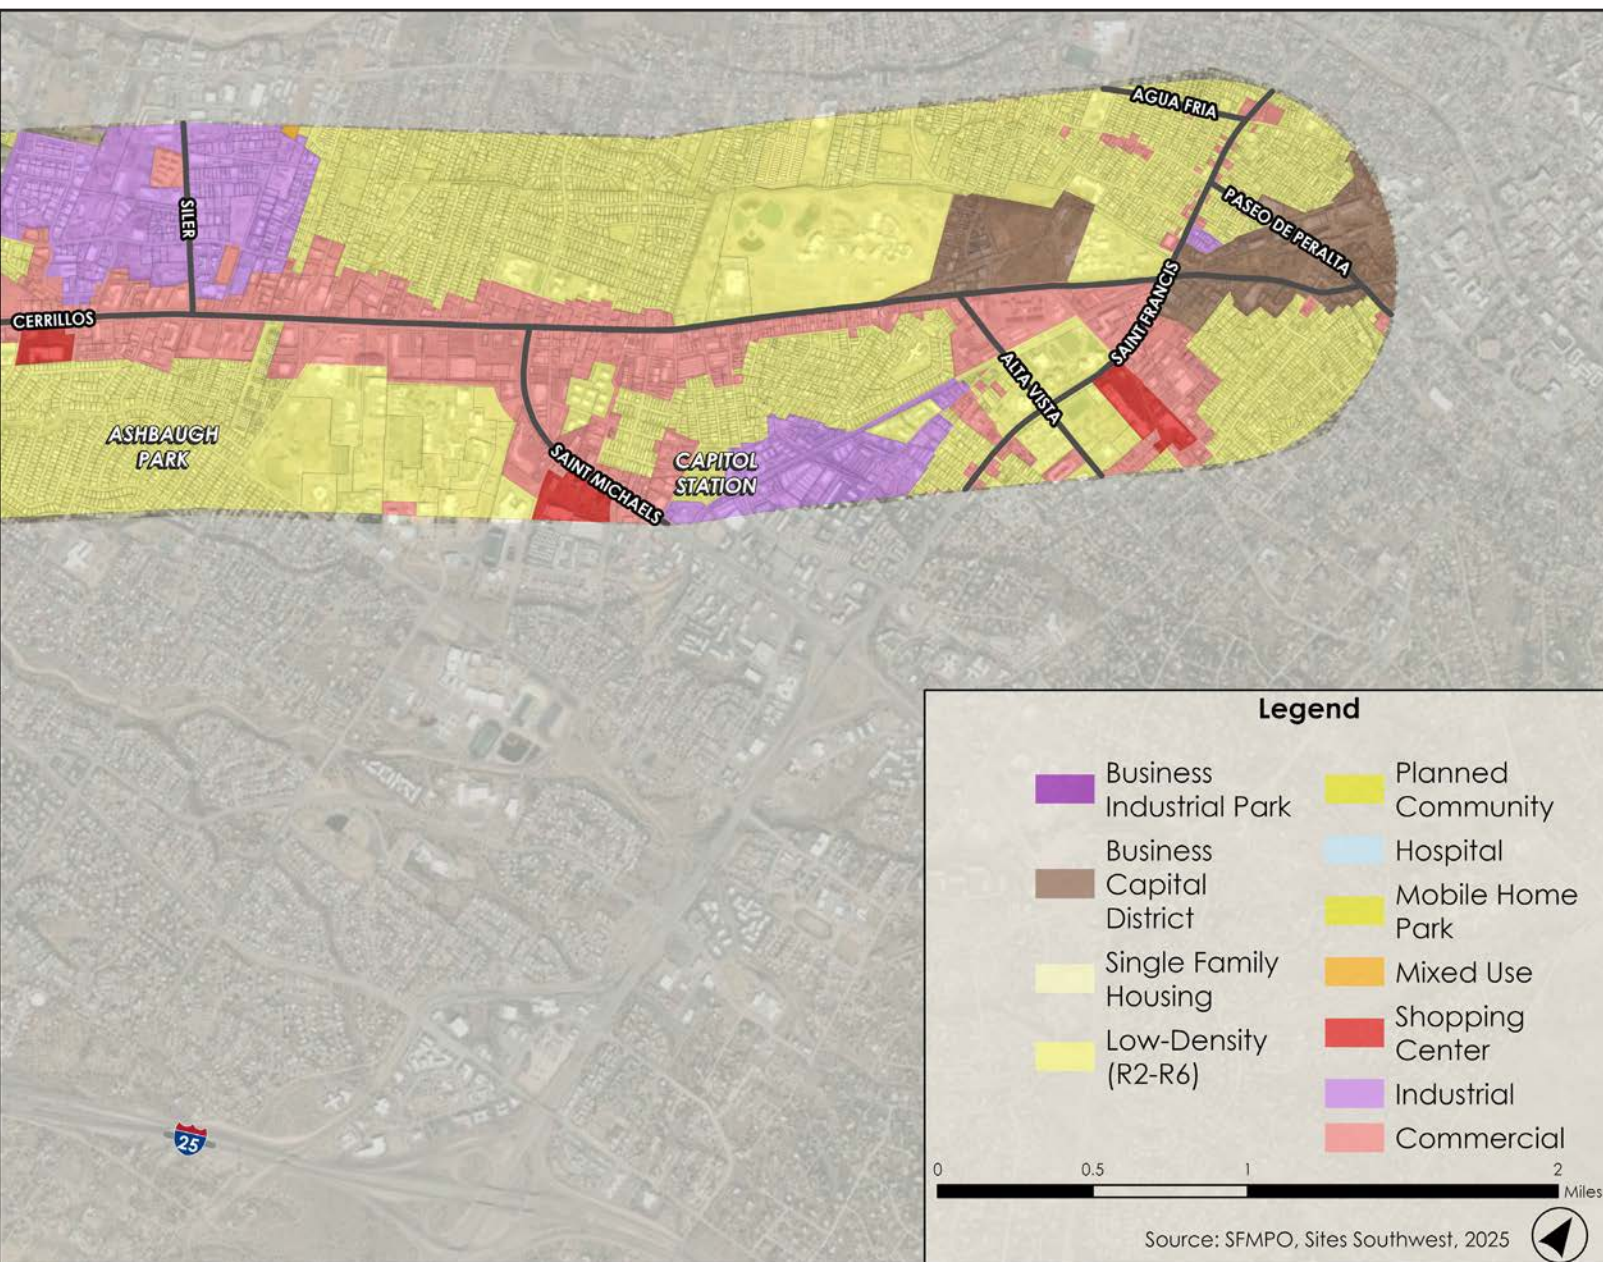 AGUA FRIA
SILER
PASEO DE PERALTA
CERRILLOS
SAINT FRANCIS
ALTA VISTA
ASHBAUGH
PARK
SAINT MICHAELS
CAPITOL
STATION
25
Legend
Business
Industrial Park
Business
Capital
District
Single Family
Housing
Low-Density
(R2-R6)
Planned
Community
Hospital
Mobile Home
Park
Mixed Use
Shopping
Center
Industrial
Commercial
0 0.5 1 2
Miles
Source: SFMPO, Sites Southwest, 2025